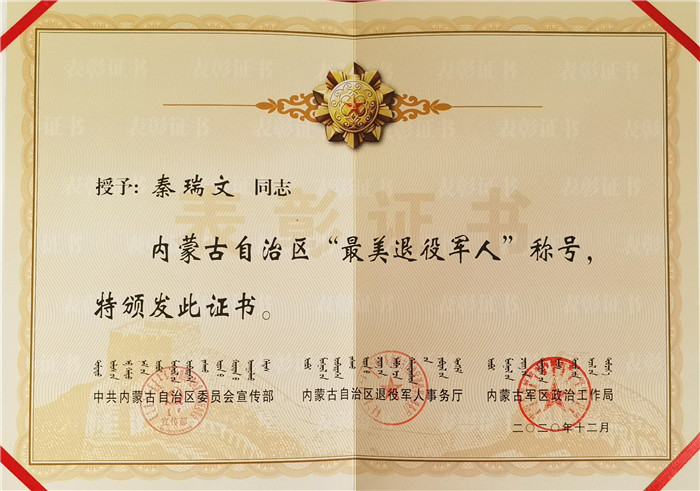 表彰证书
授予：秦瑞文 同志
内蒙古自治区“最美退役军人”称号，
特颁发此证书。
中共内蒙古自治区委员会宣传部 内蒙古自治区退役军人事务厅 内蒙古军区政治工作局
宣传部
二〇二〇年十二月